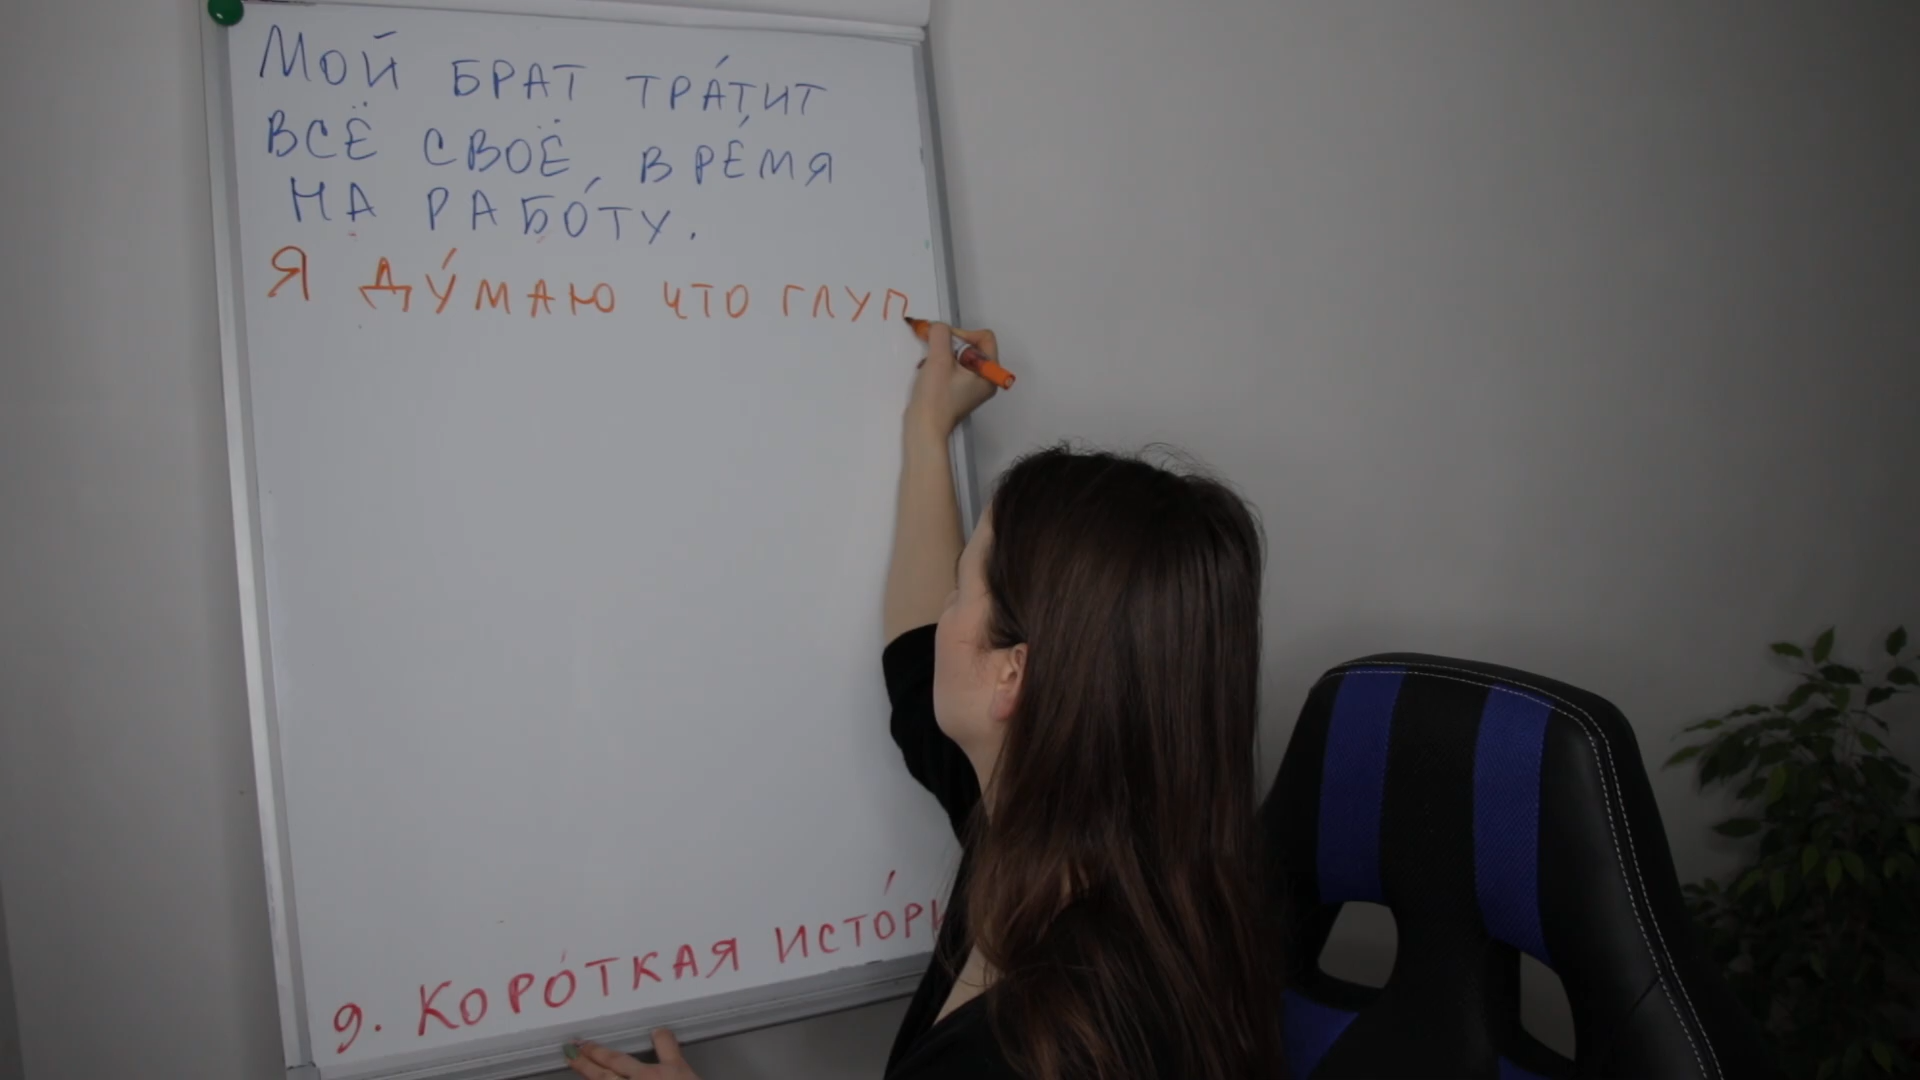 МОЙ БРАТ ТРА́ТИТ
ВСЁ СВОЁ ВРЕ́МЯ
НА РАБО́ТУ.
Я ДУ́МАЮ ЧТО ГЛУП
9. КОРО́ТКАЯ ИСТО́РИ